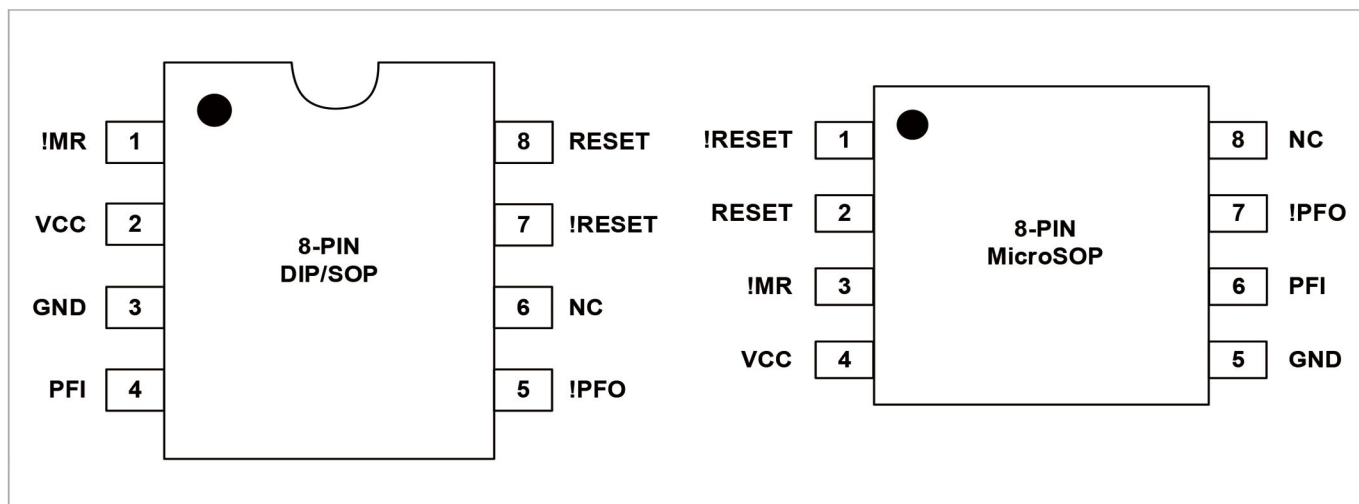 !MR 1
8 RESET
VCC 2
7 !RESET
8-PIN
DIP/SOP
GND 3
6 NC
PFI 4
5 !PFO
!RESET 1
8 NC
RESET 2
7 !PFO
8-PIN
MicroSOP
!MR 3
6 PFI
VCC 4
5 GND